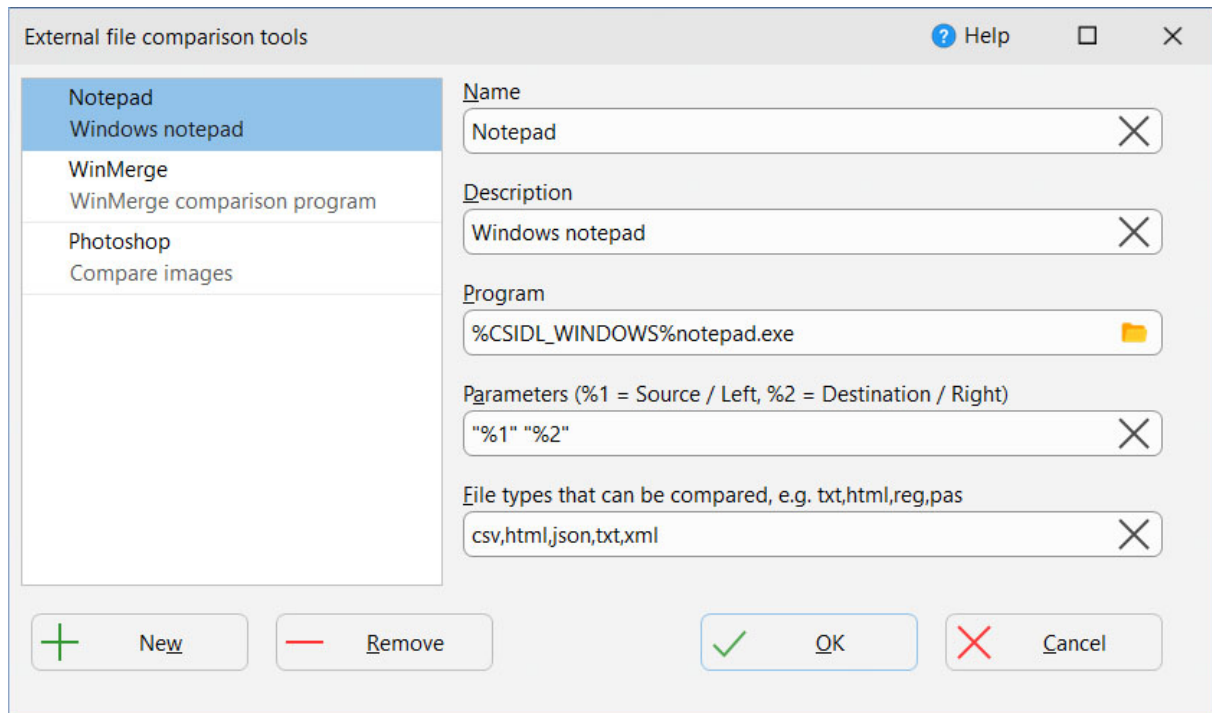 External file comparison tools
Help
Notepad
Windows notepad
WinMerge
WinMerge comparison program
Photoshop
Compare images
Name
Notepad
Description
Windows notepad
Program
%CSIDL_WINDOWS%notepad.exe
Parameters (%1 = Source / Left, %2 = Destination / Right)
"%1" "%2"
File types that can be compared, e.g. txt,html,reg,pas
csv,html,json,txt,xml
New
Remove
OK
Cancel